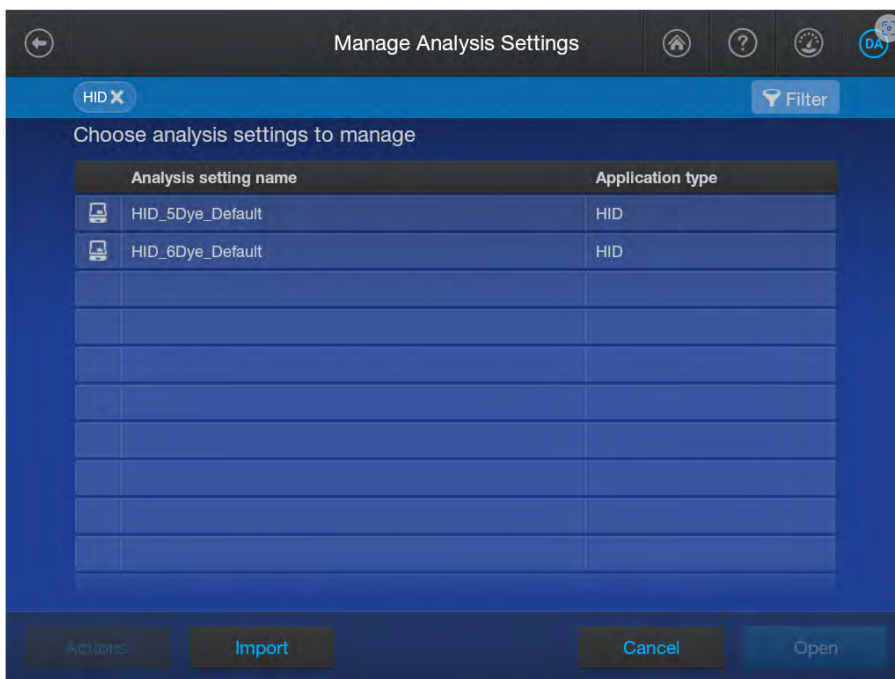 Manage Analysis Settings
?
DA
HID
Filter
Choose analysis settings to manage
Analysis setting name Application type
HID_5Dye_Default HID
HID_6Dye_Default HID
Actions Import Cancel Open